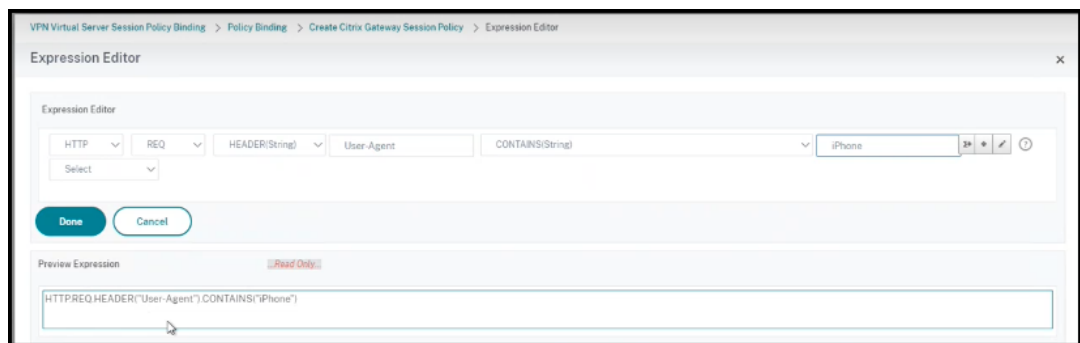 VPN Virtual Server Session Policy Binding > Policy Binding > Create Citrix Gateway Session Policy > Expression Editor
Expression Editor
Expression Editor
HTTP REQ HEADER(String) User-Agent CONTAINS(String) iPhone
Select
Done Cancel
Preview Expression ...Read Only...
HTTP.REQ.HEADER("User-Agent").CONTAINS("iPhone")